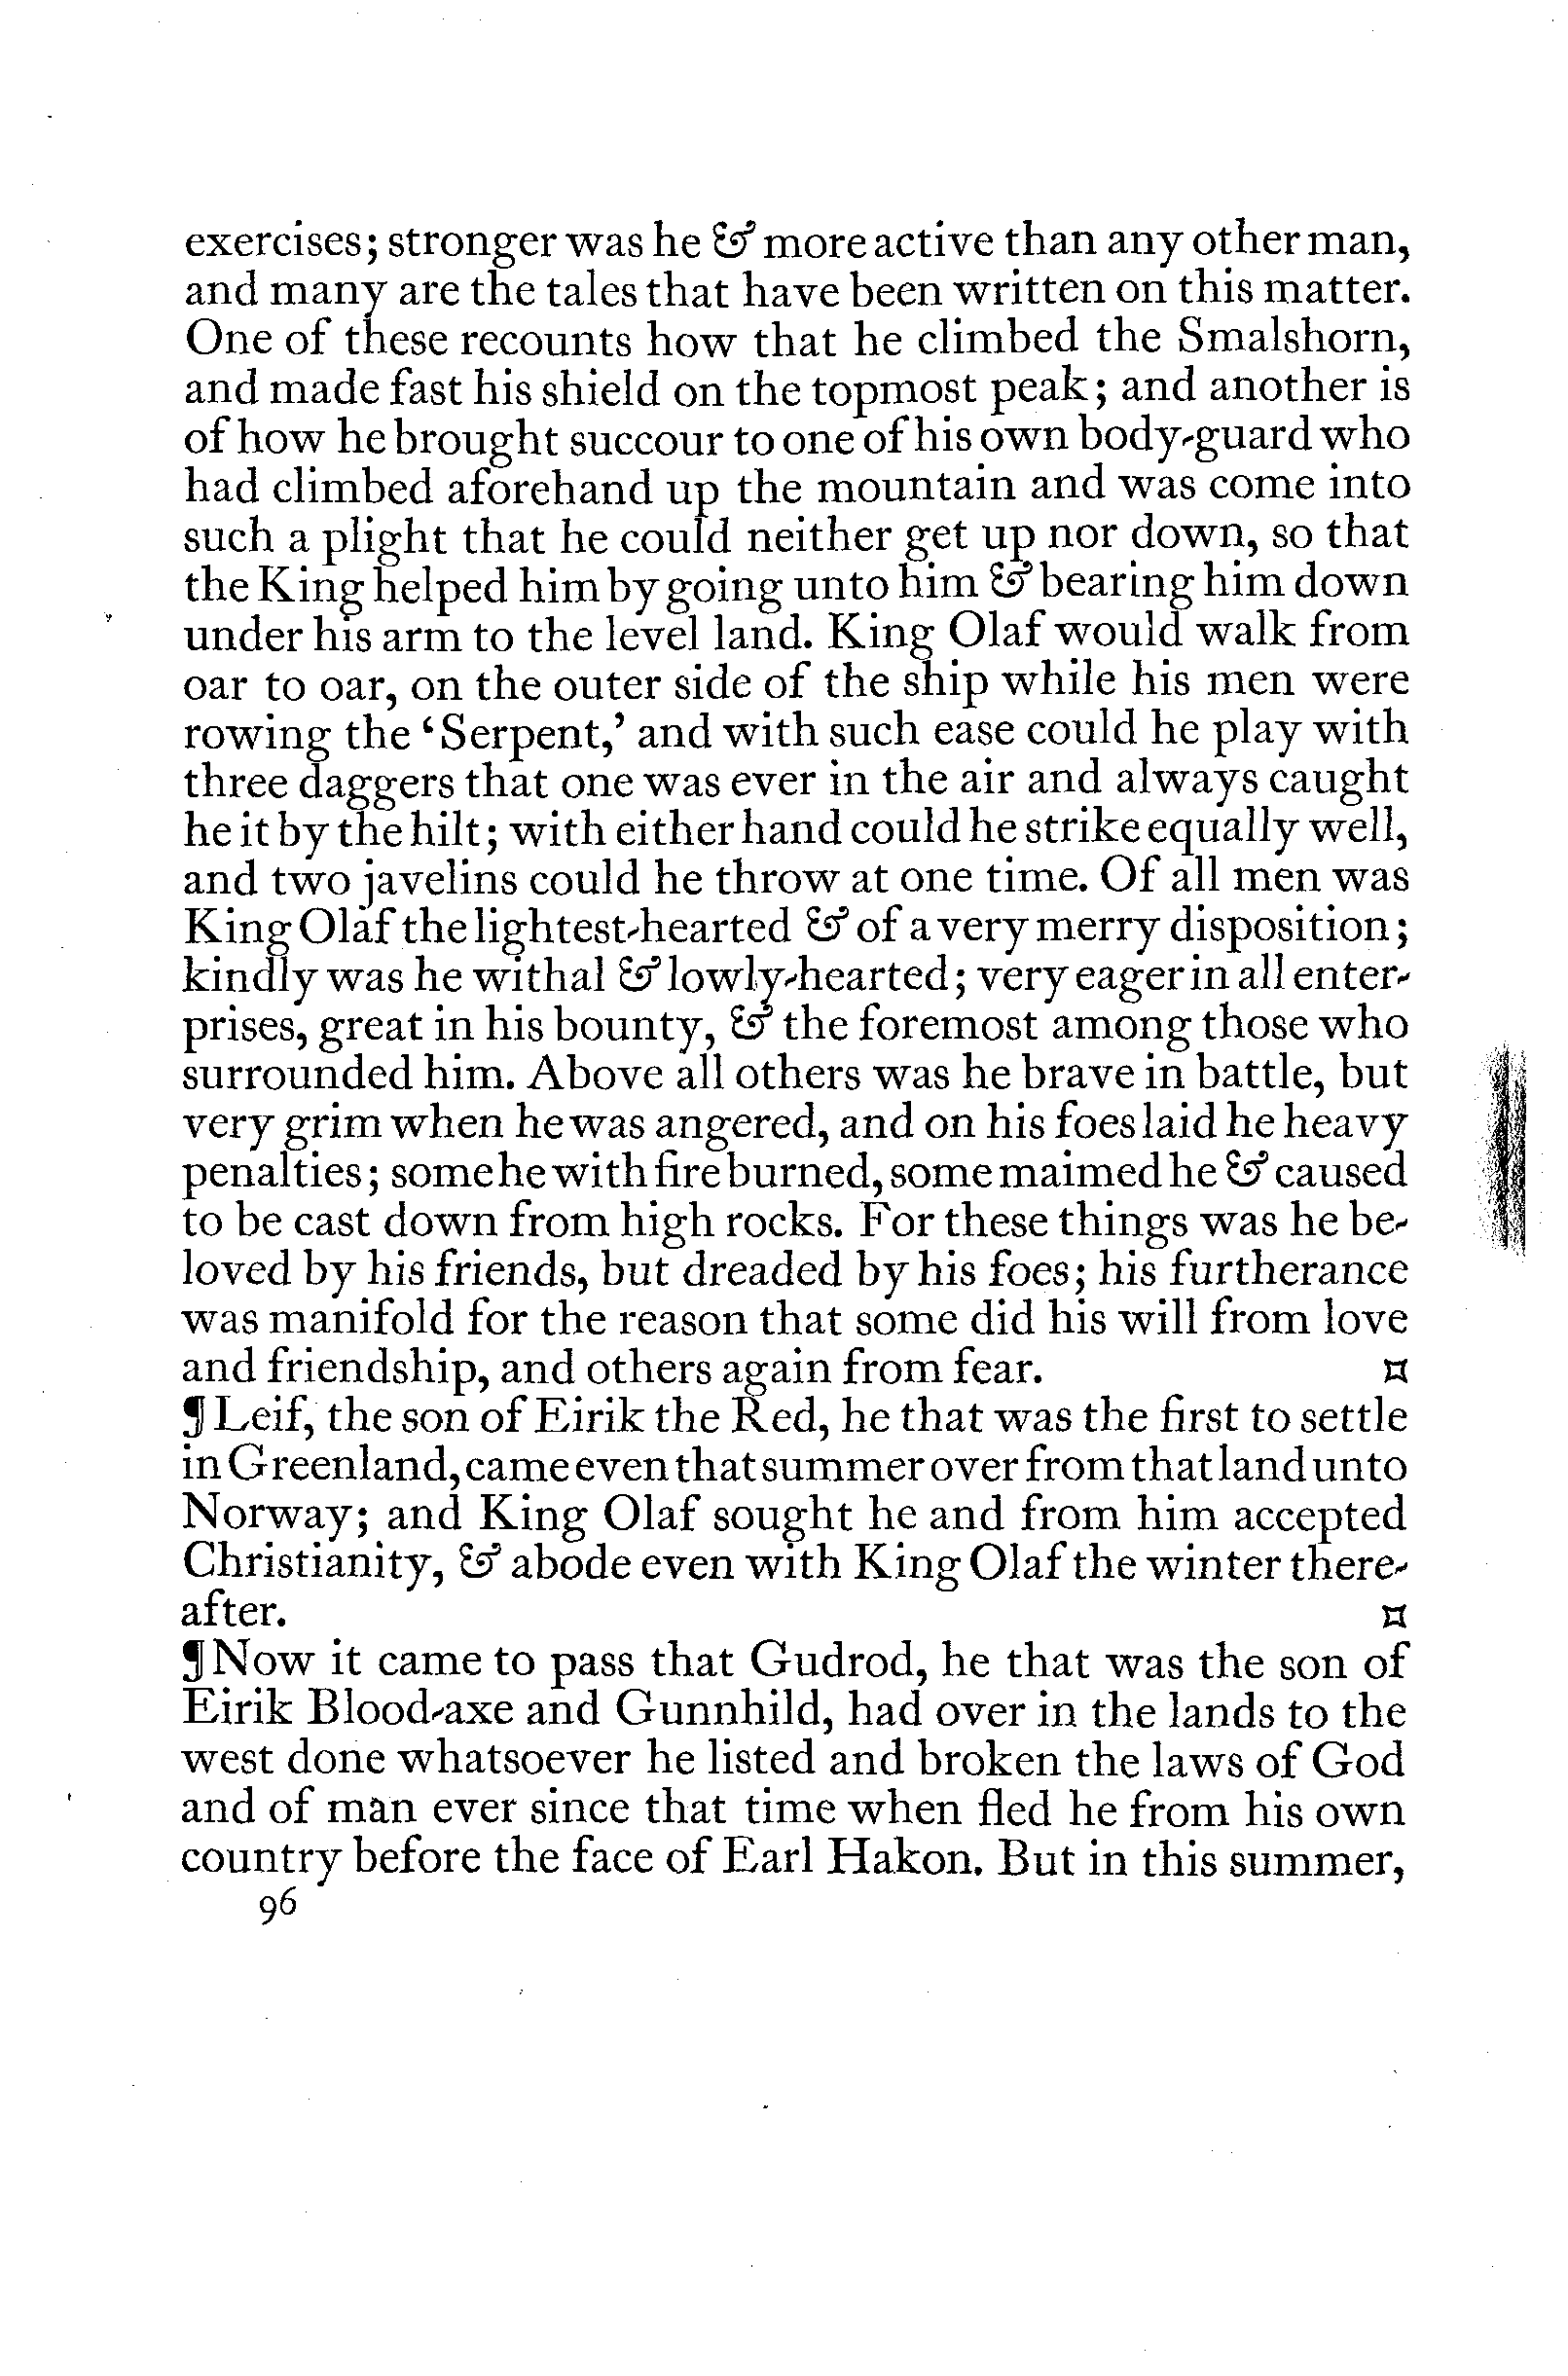 exercises; stronger was he & more active than any other man,
and many are the tales that have been written on this matter.
One of these recounts how that he climbed the Smalshorn,
and made fast his shield on the topmost peak; and another is
of how he brought succour to one of his own body-guard who
had climbed aforehand up the mountain and was come into
such a plight that he could neither get up nor down, so that
the King helped him by going unto him & bearing him down
under his arm to the level land. King Olaf would walk from
oar to oar, on the outer side of the ship while his men were
rowing the ‘Serpent,’ and with such ease could he play with
three daggers that one was ever in the air and always caught
he it by the hilt; with either hand could he strike equally well,
and two javelins could he throw at one time. Of all men was
King Olaf the lightest-hearted & of a very merry disposition;
kindly was he withal & lowly-hearted; very eager in all enter-
prises, great in his bounty, & the foremost among those who
surrounded him. Above all others was he brave in battle, but
very grim when he was angered, and on his foes laid he heavy
penalties; some he with fire burned, some maimed he & caused
to be cast down from high rocks. For these things was he be-
loved by his friends, but dreaded by his foes; his furtherance
was manifold for the reason that some did his will from love
and friendship, and others again from fear. ¤
¶ Leif, the son of Eirik the Red, he that was the first to settle
in Greenland, came even that summer over from that land unto
Norway; and King Olaf sought he and from him accepted
Christianity, & abode even with King Olaf the winter there-
after. ¤
¶ Now it came to pass that Gudrod, he that was the son of
Eirik Blood-axe and Gunnhild, had over in the lands to the
west done whatsoever he listed and broken the laws of God
and of man ever since that time when fled he from his own
country before the face of Earl Hakon. But in this summer,
96